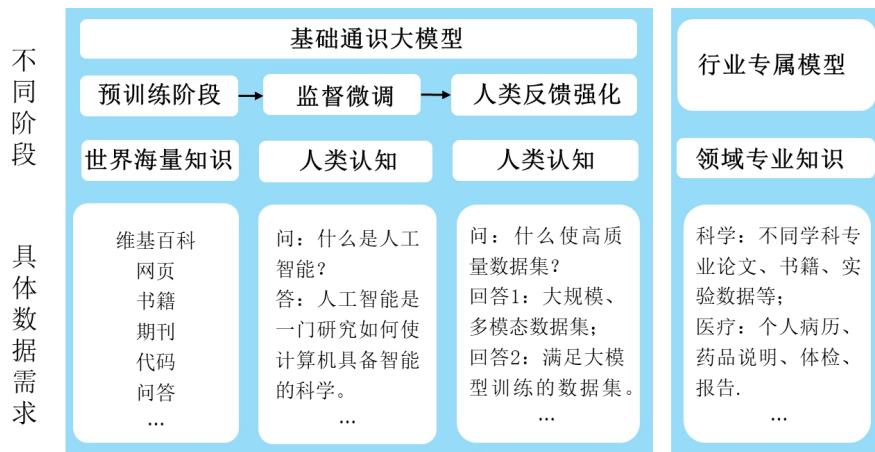 不同阶段
基础通识大模型
预训练阶段
监督微调
人类反馈强化
世界海量知识
人类认知
人类认知
行业专属模型
领域专业知识
具体数据需求
维基百科
网页
书籍
期刊
代码
问答
...
问：什么是人工
智能？
答：人工智能是
一门研究如何使
计算机具备智能
的科学。
...
问：什么使高质
量数据集？
回答1：大规模、
多模态数据集；
回答2：满足大模
型训练的数据集。
...
科学：不同学科专
业论文、书籍、实
验数据等；
医疗：个人病历、
药品说明、体检、
报告.
...